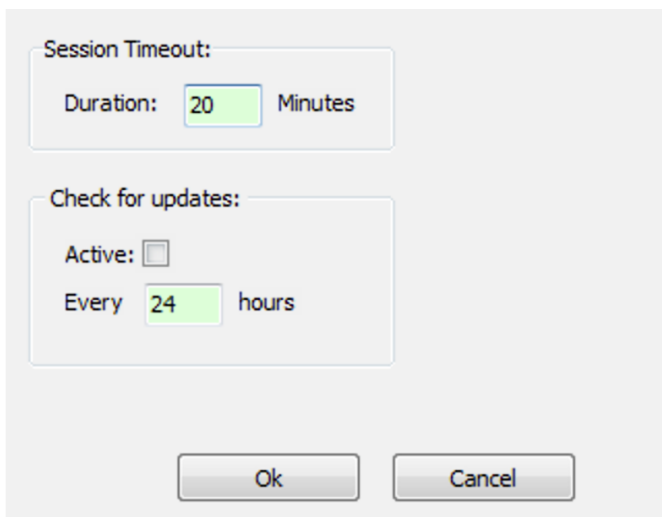 Session Timeout:
Duration: 20 Minutes
Check for updates:
Active:
Every 24 hours
Ok Cancel